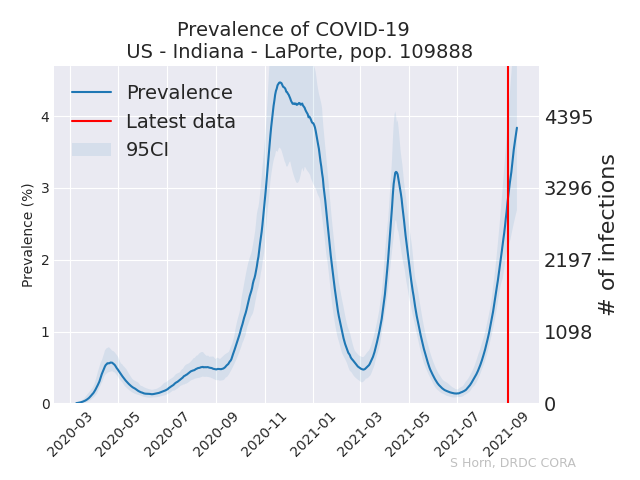 Prevalence of COVID-19
US - Indiana - LaPorte, pop. 109888
Prevalence
Latest data
95CI
Prevalence (%)
4
3
2
1
0
4395
3296
2197
1098
0
# of infections
2020-03
2020-05
2020-07
2020-09
2020-11
2021-01
2021-03
2021-05
2021-07
2021-09
S Horn, DRDC CORA